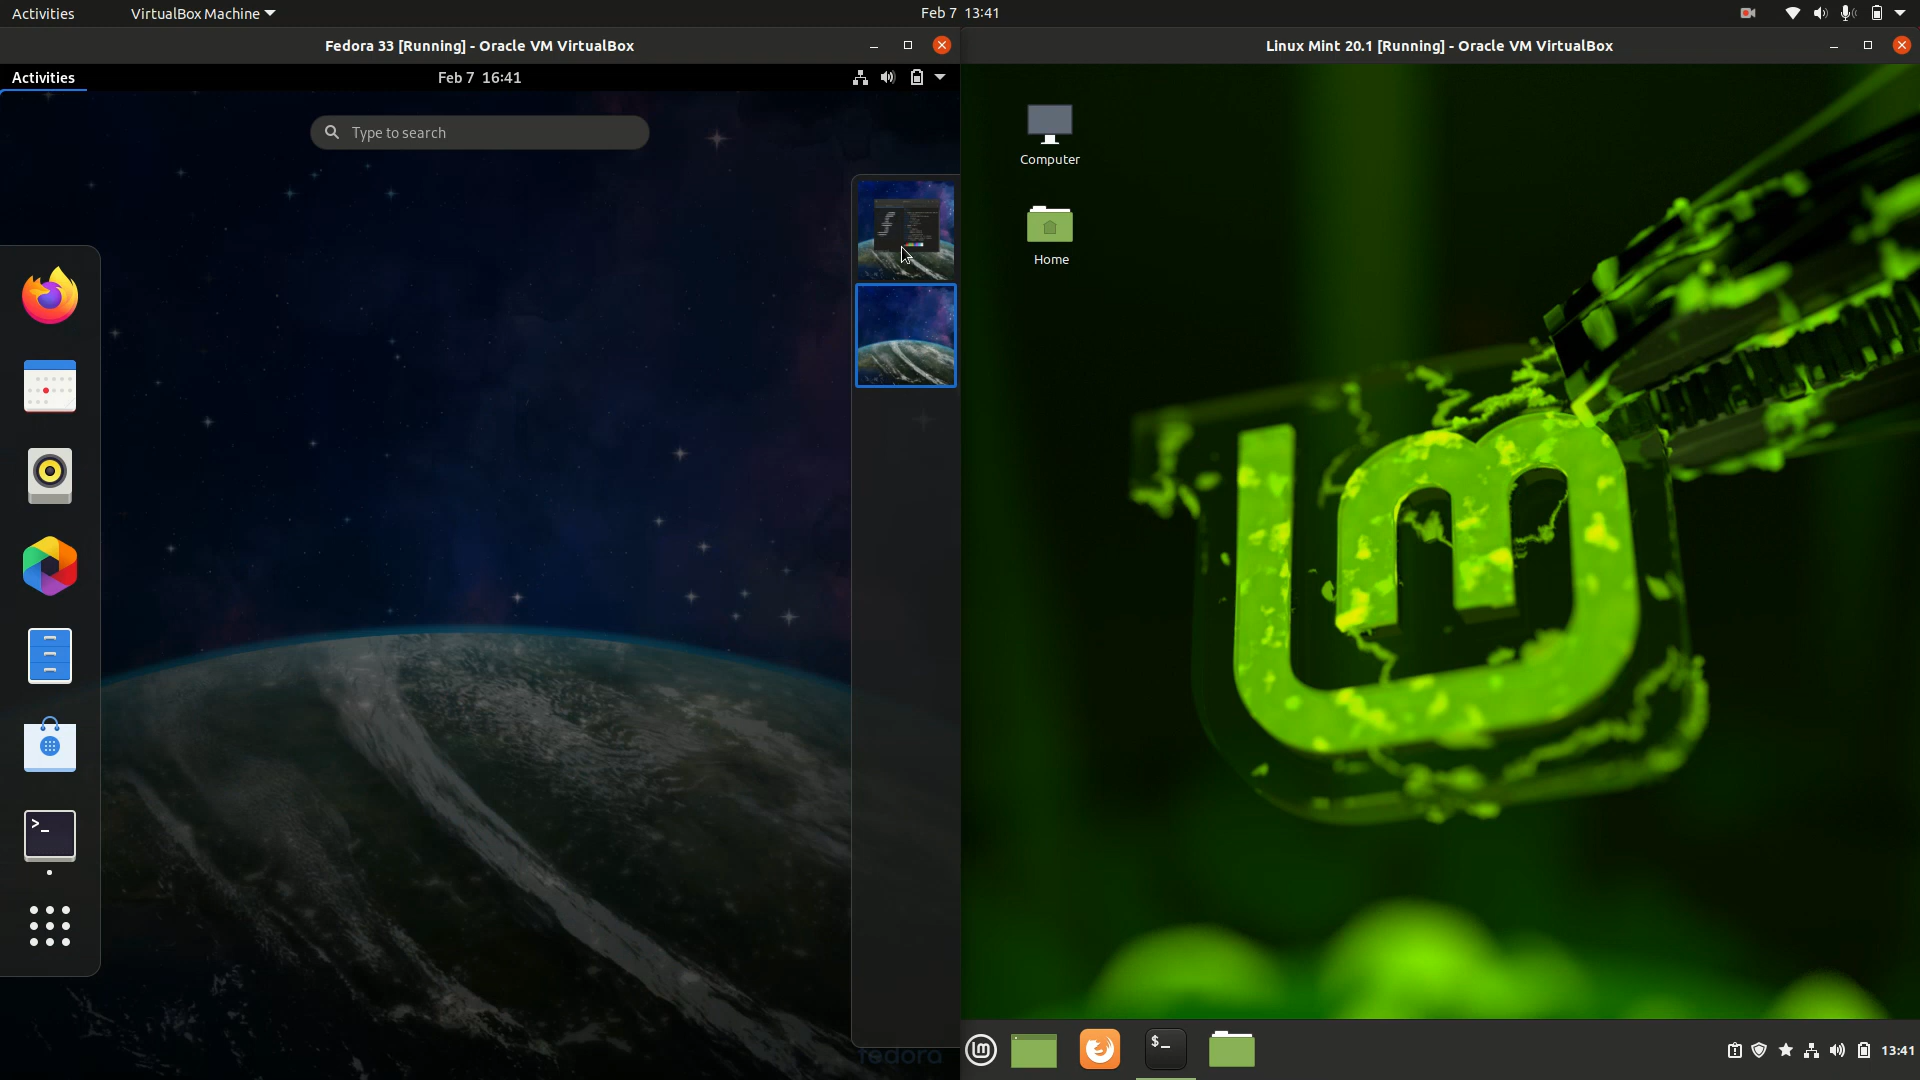 Activities
VirtualBox Machine
Feb 7 13:41
Fedora 33 [Running] - Oracle VM VirtualBox
Activities
Feb 7 16:41
Type to search
>_
fedora
Linux Mint 20.1 [Running] - Oracle VM VirtualBox
Computer
Home
$_
13:41